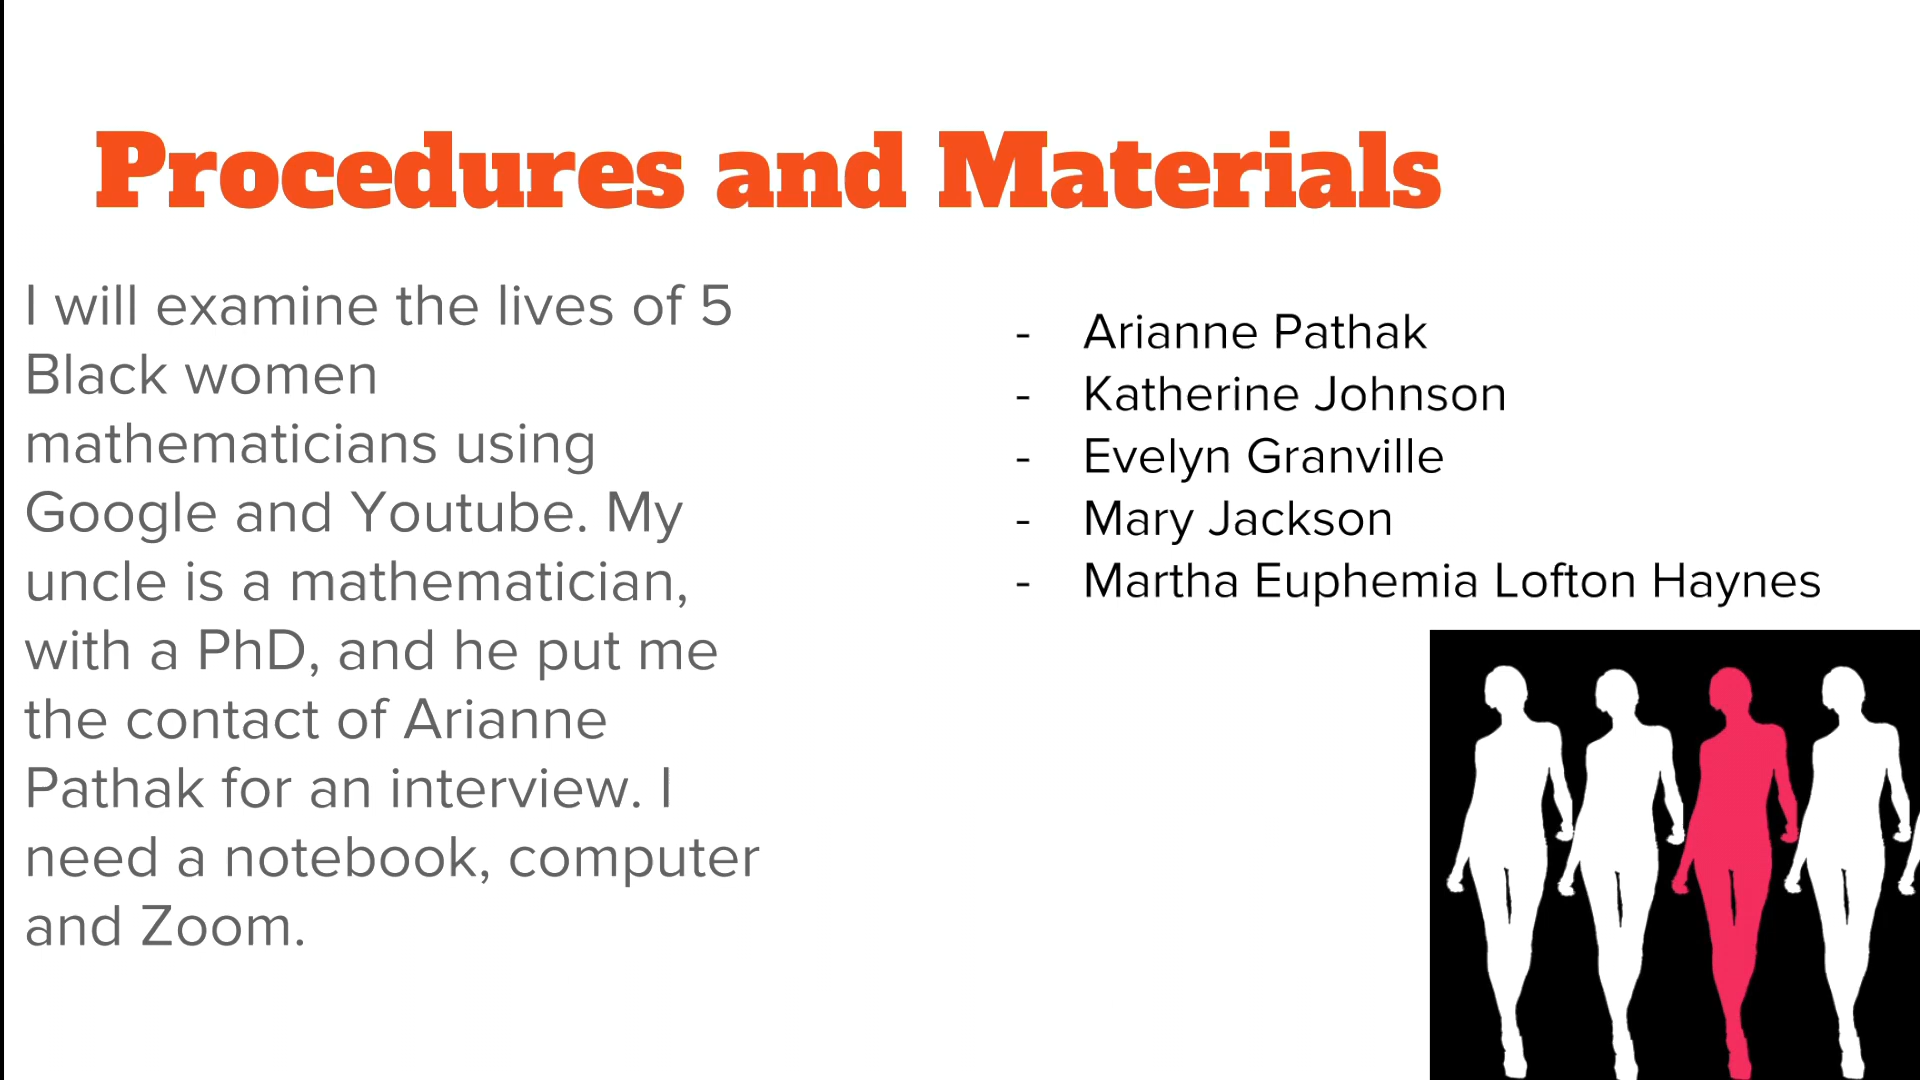 Procedures and Materials
I will examine the lives of 5
Black women
mathematicians using
Google and Youtube. My
uncle is a mathematician,
with a PhD, and he put me
the contact of Arianne
Pathak for an interview. I
need a notebook, computer
and Zoom.
- Arianne Pathak
- Katherine Johnson
- Evelyn Granville
- Mary Jackson
- Martha Euphemia Lofton Haynes